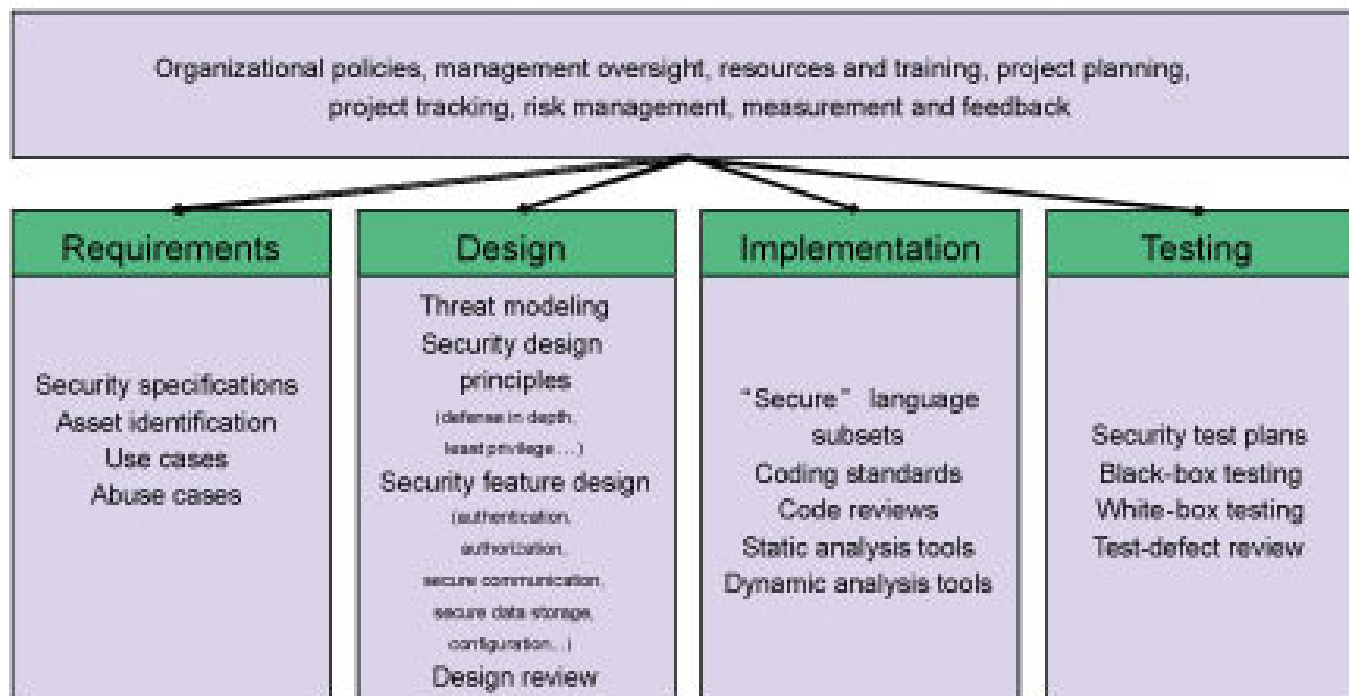 Organizational policies, management oversight, resources and training, project planning,
project tracking, risk management, measurement and feedback
Requirements
Security specifications
Asset identification
Use cases
Abuse cases
Design
Threat modeling
Security design
principles
(defense in depth,
least privilege…)
Security feature design
(authentication,
authorization,
secure communication,
secure data storage,
configuration…)
Design review
Implementation
“Secure” language
subsets
Coding standards
Code reviews
Static analysis tools
Dynamic analysis tools
Testing
Security test plans
Black-box testing
White-box testing
Test-defect review